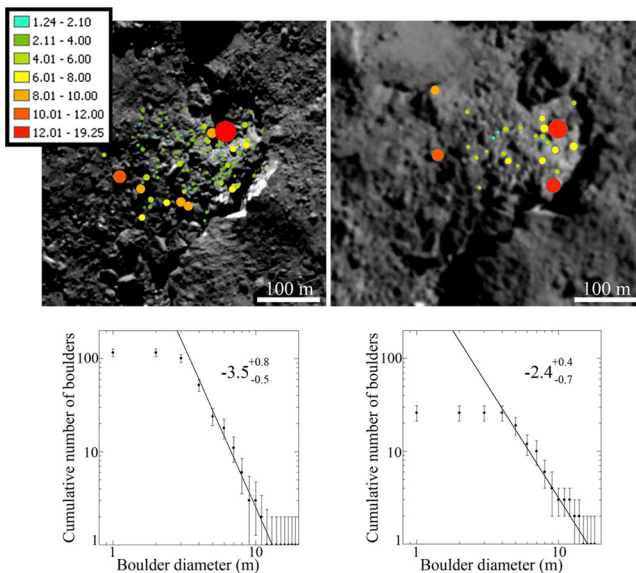 1.24 - 2.10
2.11 - 4.00
4.01 - 6.00
6.01 - 8.00
8.01 - 10.00
10.01 - 12.00
12.01 - 19.25
100 m
100 m
Cumulative number of boulders
100
10
1
-3.5 +0.8 -0.5
1
10
Boulder diameter (m)
Cumulative number of boulders
100
10
1
-2.4 +0.4 -0.7
1
10
Boulder diameter (m)